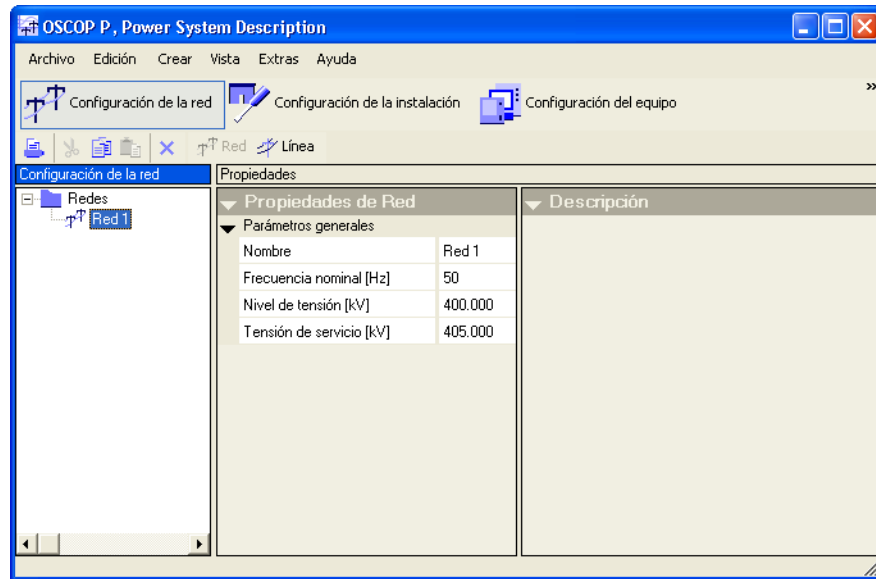 OSCOP P, Power System Description
Archivo Edición Crear Vista Extras Ayuda
Configuración de la red Configuración de la instalación Configuración del equipo »
Red Línea
Configuración de la red Propiedades
Redes
Red 1
Propiedades de Red
Parámetros generales
Nombre Red 1
Frecuencia nominal [Hz] 50
Nivel de tensión [kV] 400.000
Tensión de servicio [kV] 405.000
Descripción